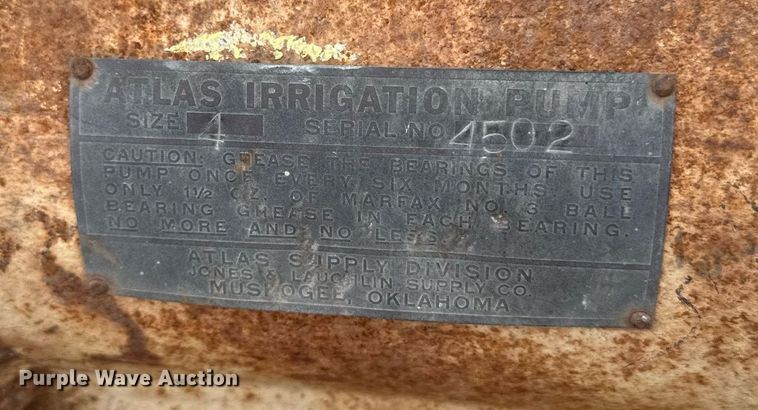 ATLAS IRRIGATION PUMP
SIZE 4 SERIAL NO. 4502
CAUTION: GREASE THE BEARINGS OF THIS
PUMP ONCE EVERY SIX MONTHS. USE
ONLY 1½ OZ. OF MARFAX NO. 3 BALL
BEARING GREASE IN EACH BEARING.
NO MORE AND NO LESS.
ATLAS SUPPLY DIVISION
JONES & LAUGHLIN SUPPLY CO.
MUSKOGEE, OKLAHOMA
Purple Wave Auction